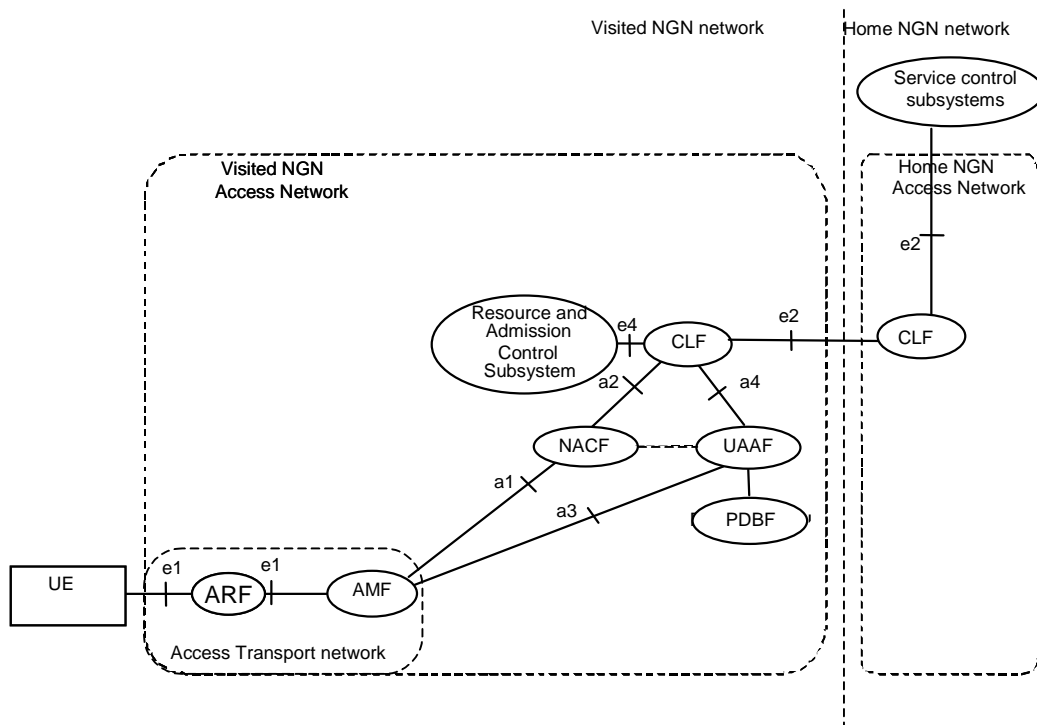 Visited NGN network
Home NGN network
Service control
subsystems
Visited NGN
Access Network
Home NGN
Access Network
e2
Resource and
Admission
Control
Subsystem
e4
CLF
e2
CLF
a2
a4
NACF
UAAF
a1
a3
PDBF
UE
e1
ARF
e1
AMF
Access Transport network